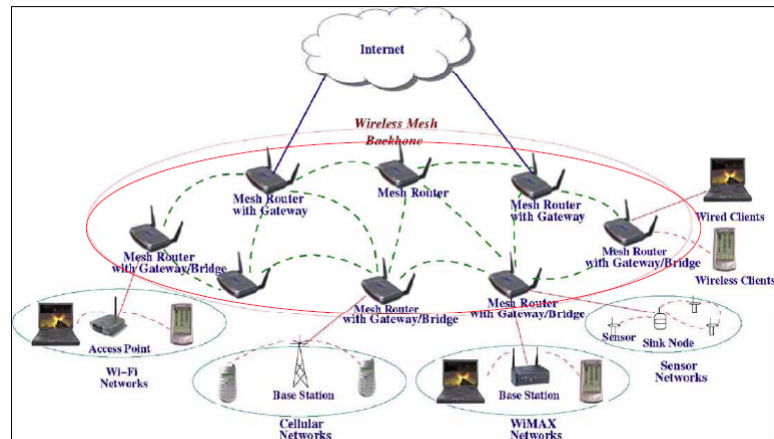 Internet
Wireless Mesh
Backbone
Mesh Router
with Gateway
Mesh Router
Mesh Router
with Gateway
Wired Clients
Mesh Router
with Gateway/Bridge
Mesh Router
with Gateway/Bridge
Wireless Clients
Mesh Router
with Gateway/Bridge
Mesh Router
with Gateway/Bridge
Access Point
Wi-Fi
Networks
Base Station
Cellular
Networks
Base Station
WiMAX
Networks
Sensor
Sink Node
Sensor
Networks